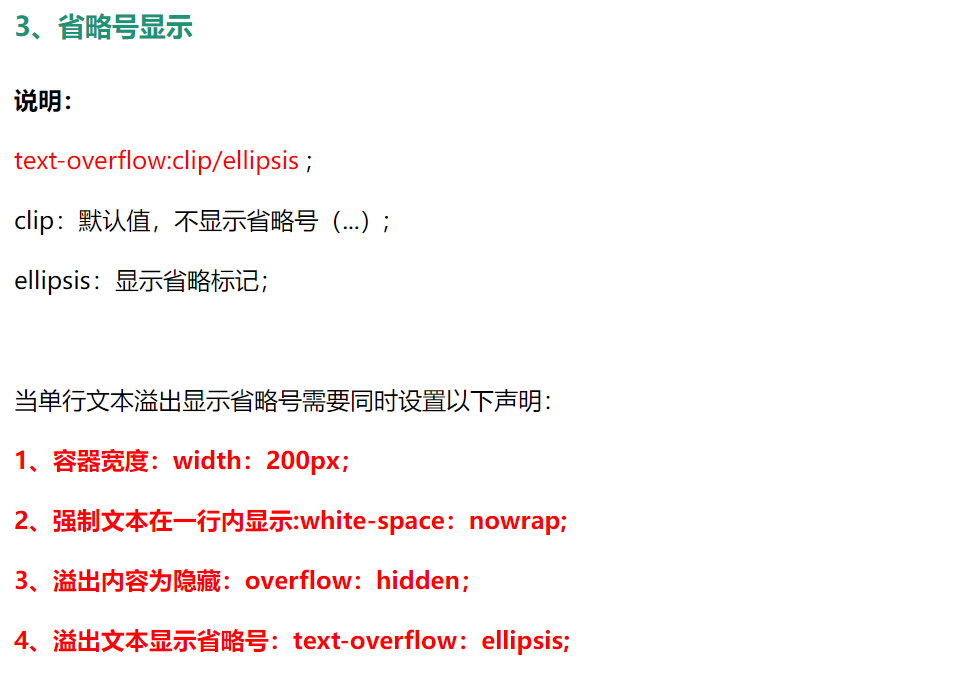 3、省略号显示
说明：
text-overflow:clip/ellipsis ;
clip：默认值，不显示省略号（...）;
ellipsis：显示省略标记；
当单行文本溢出显示省略号需要同时设置以下声明：
1、容器宽度：width：200px；
2、强制文本在一行内显示:white-space：nowrap;
3、溢出内容为隐藏：overflow：hidden；
4、溢出文本显示省略号：text-overflow：ellipsis;